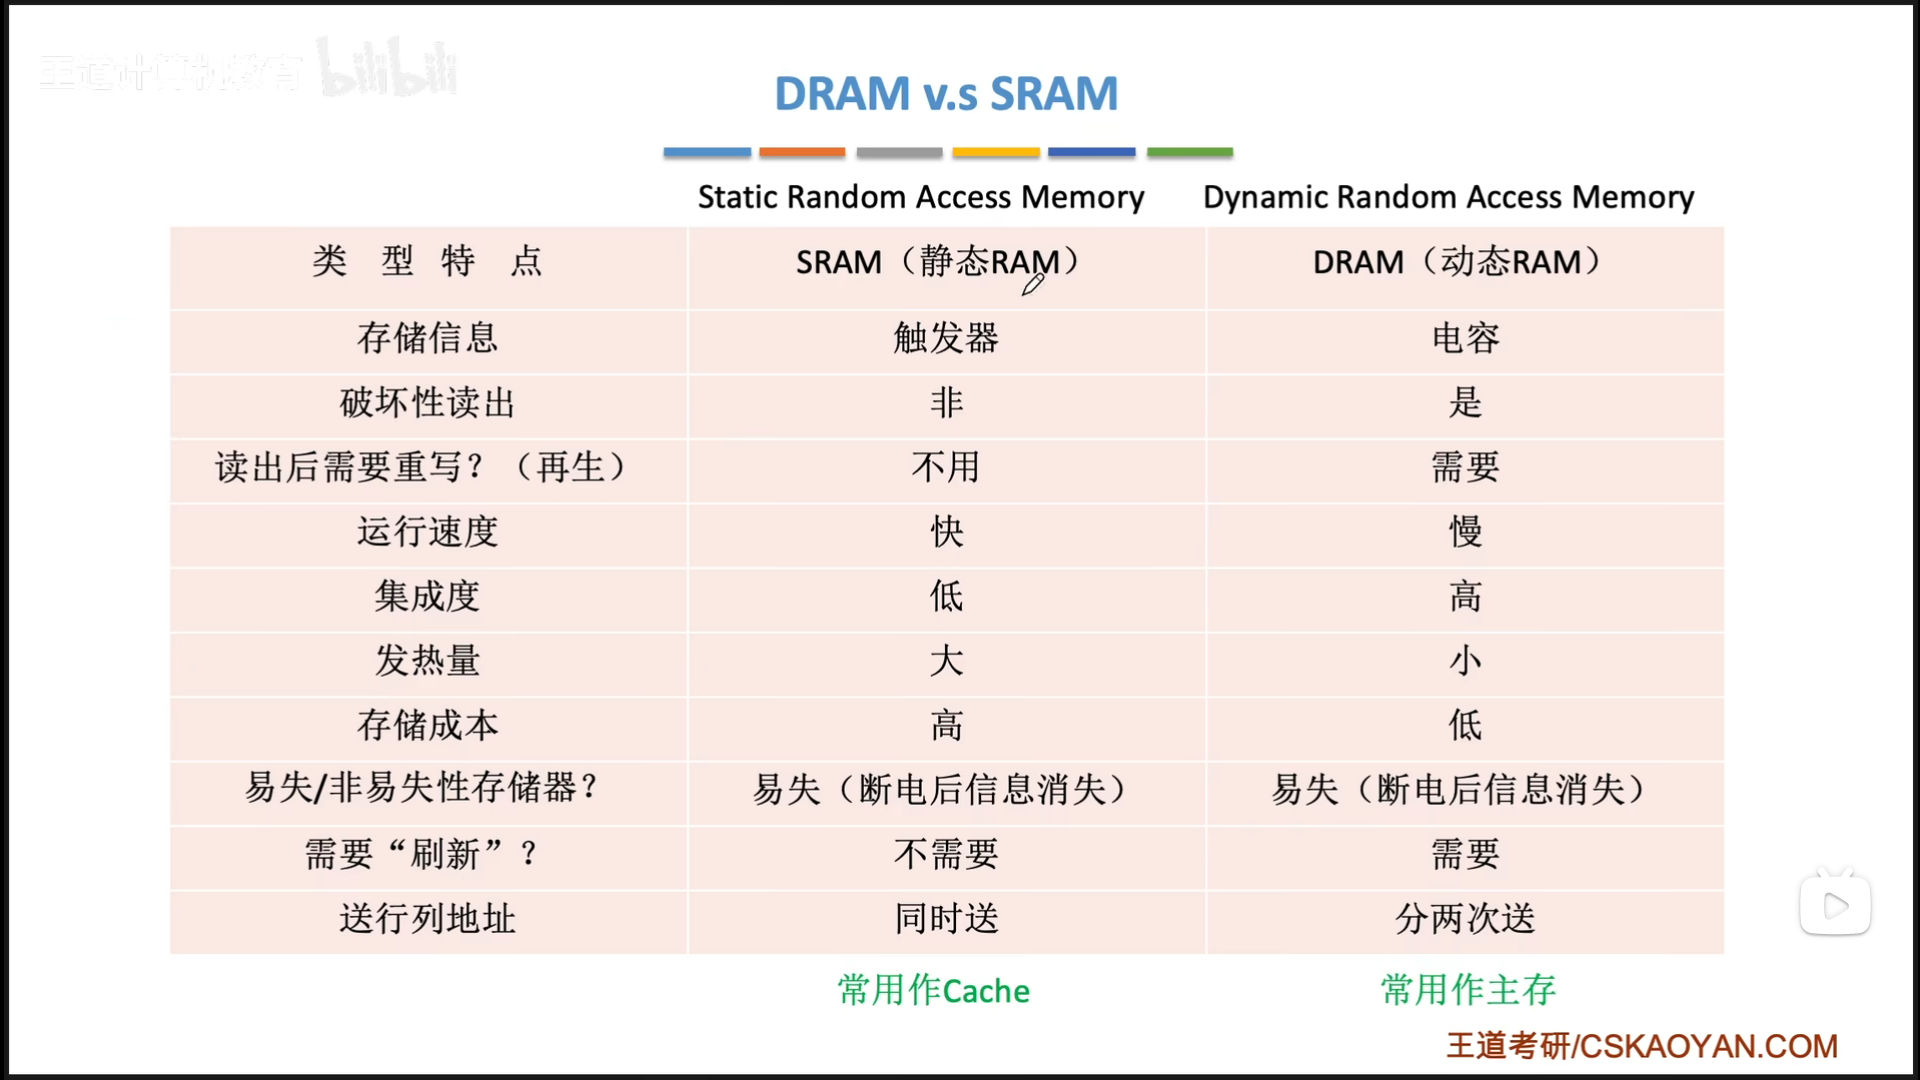 王道计算机教育 bilibili
DRAM v.s SRAM
Static Random Access Memory Dynamic Random Access Memory
类 型 特 点 SRAM（静态RAM） DRAM（动态RAM）
存储信息 触发器 电容
破坏性读出 非 是
读出后需要重写？（再生） 不用 需要
运行速度 快 慢
集成度 低 高
发热量 大 小
存储成本 高 低
易失/非易失性存储器？ 易失（断电后信息消失） 易失（断电后信息消失）
需要“刷新”？ 不需要 需要
送行列地址 同时送 分两次送
常用作Cache 常用作主存
王道考研/CSKAOYAN.COM